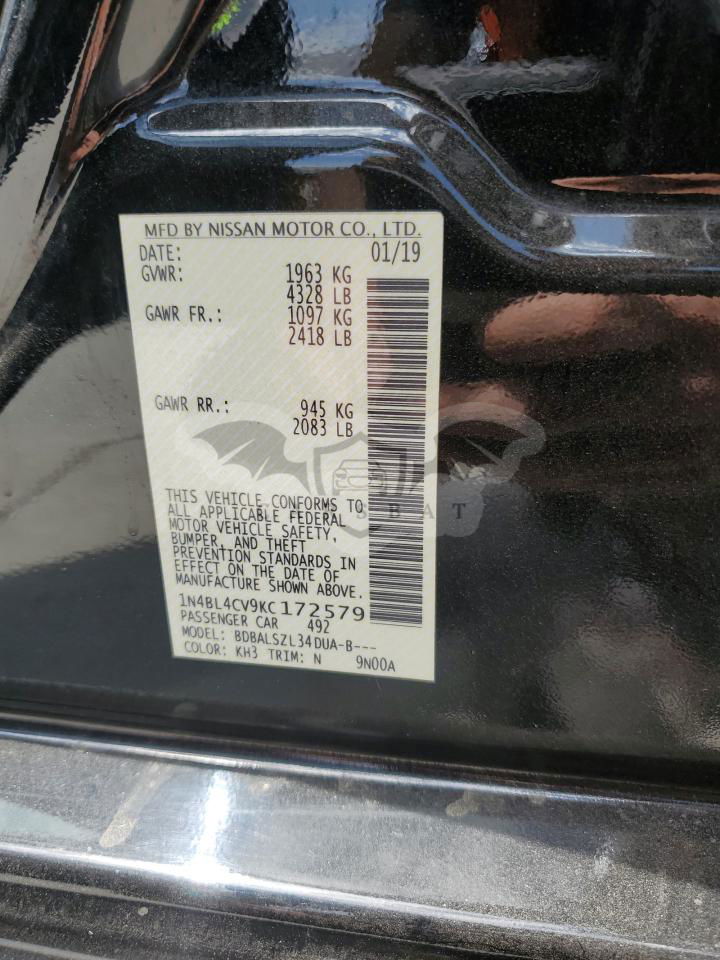 MFD BY NISSAN MOTOR CO., LTD.
DATE: 01/19
GVWR: 1963 KG
4328 LB
GAWR FR.: 1097 KG
2418 LB
GAWR RR.: 945 KG
2083 LB
THIS VEHICLE CONFORMS TO
ALL APPLICABLE FEDERAL
MOTOR VEHICLE SAFETY,
BUMPER, AND THEFT
PREVENTION STANDARDS IN
EFFECT ON THE DATE OF
MANUFACTURE SHOWN ABOVE.
1N4BL4CV9KC172579
PASSENGER CAR 492
MODEL: BDBALSZL34DUA-B---
COLOR: KH3 TRIM: N 9N00A